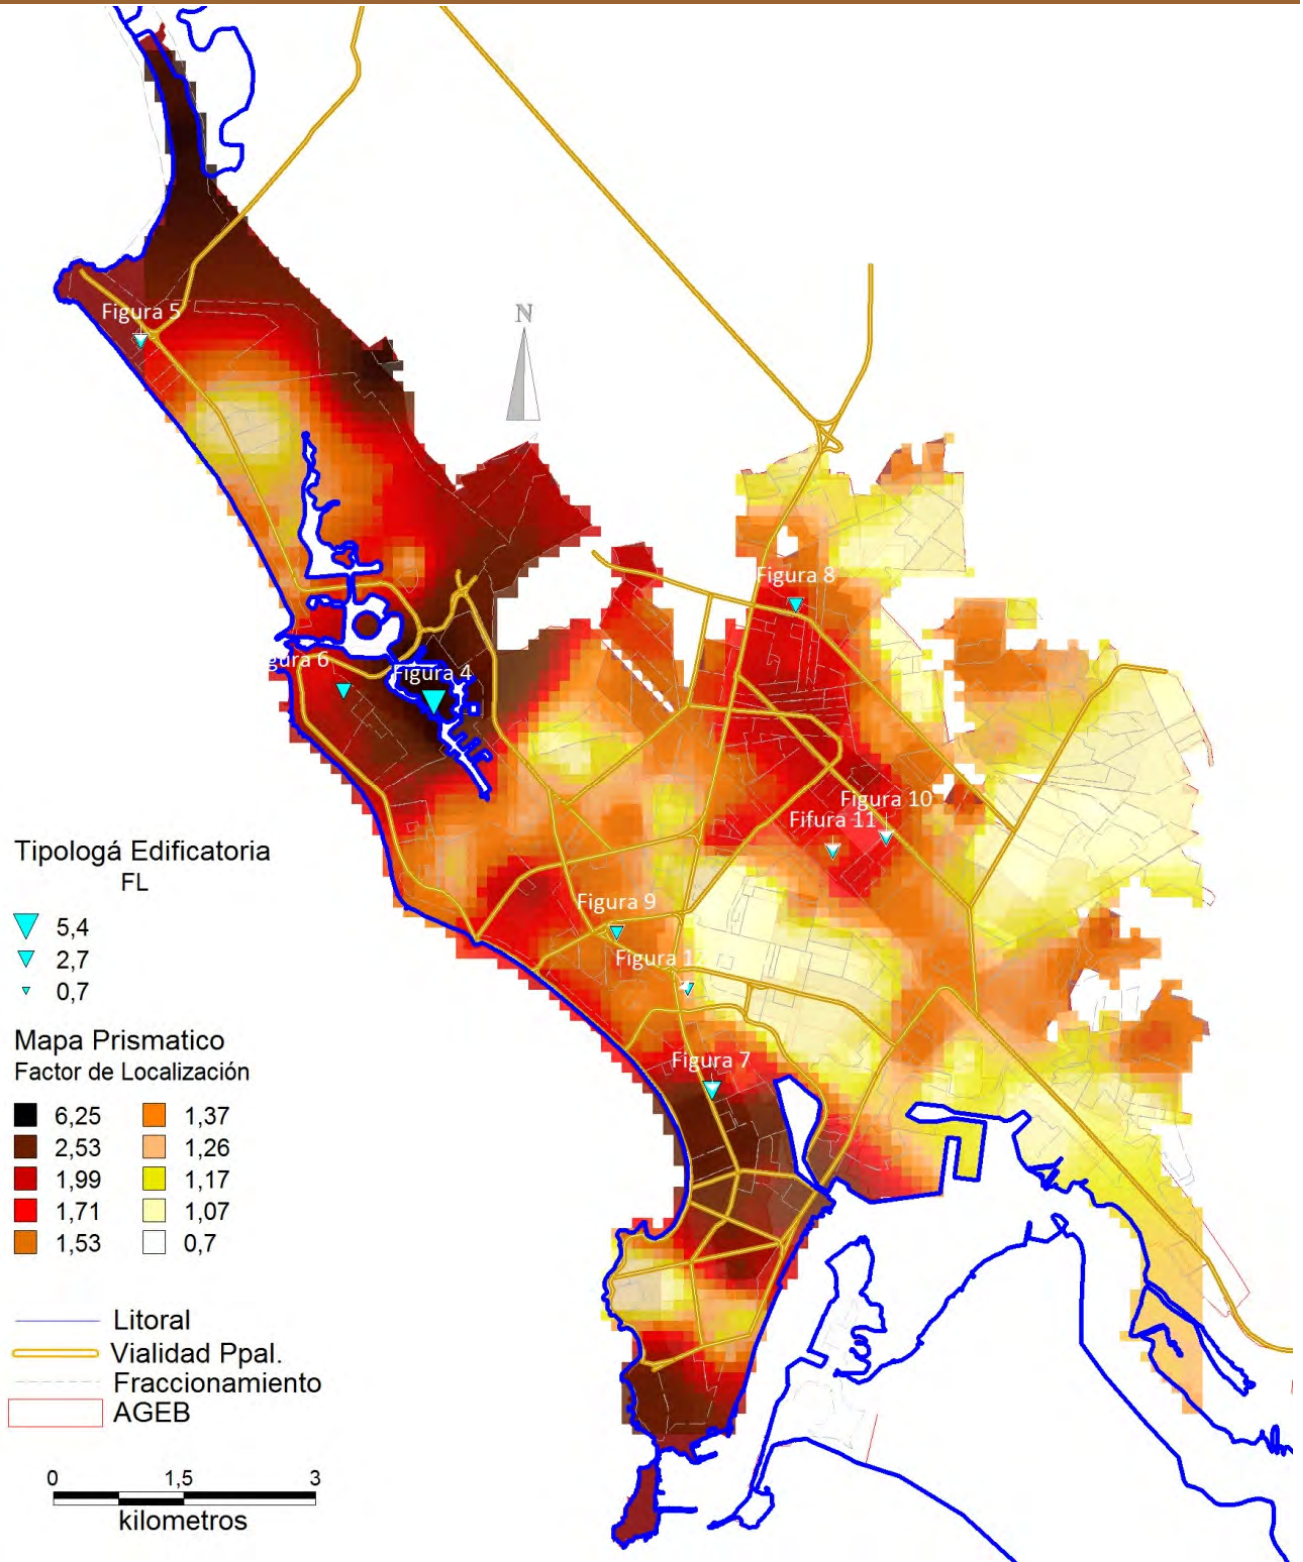 Figura 5
N
Figura 8
gura 6
Figura 4
Figura 10
Fifura 11
Figura 9
Figura 1
Figura 7
Tipologá Edificatoria
FL
5,4
2,7
0,7
Mapa Prismatico
Factor de Localización
6,25 1,37
2,53 1,26
1,99 1,17
1,71 1,07
1,53 0,7
Litoral
Vialidad Ppal.
Fraccionamiento
AGEB
0 1,5 3
kilometros